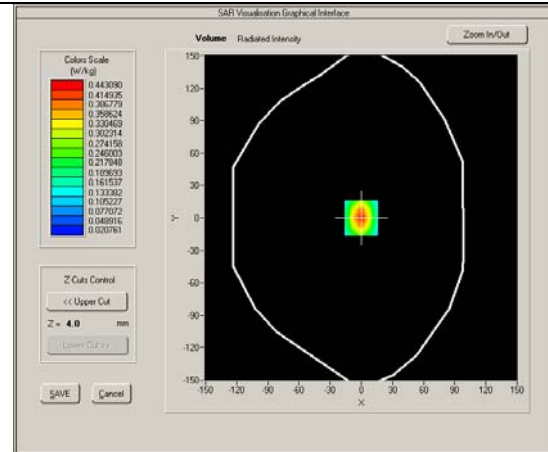 SAR Visualisation Graphical Interface
Volume Radiated Intensity
Zoom In/Out
Colors Scale
(W/kg)
0.443090
0.414935
0.386779
0.358624
0.330469
0.302314
0.274158
0.246003
0.217848
0.189693
0.161537
0.133382
0.105227
0.077072
0.048916
0.020761
Z-Cuts Control
<< Upper Cut
Z = 4.0 mm
Lower Cut >>
SAVE Cancel
150
120
90
60
30
0
-30
-60
-90
-120
-150
Y
-150 -120 -90 -60 -30 0 30 60 90 120 150
X